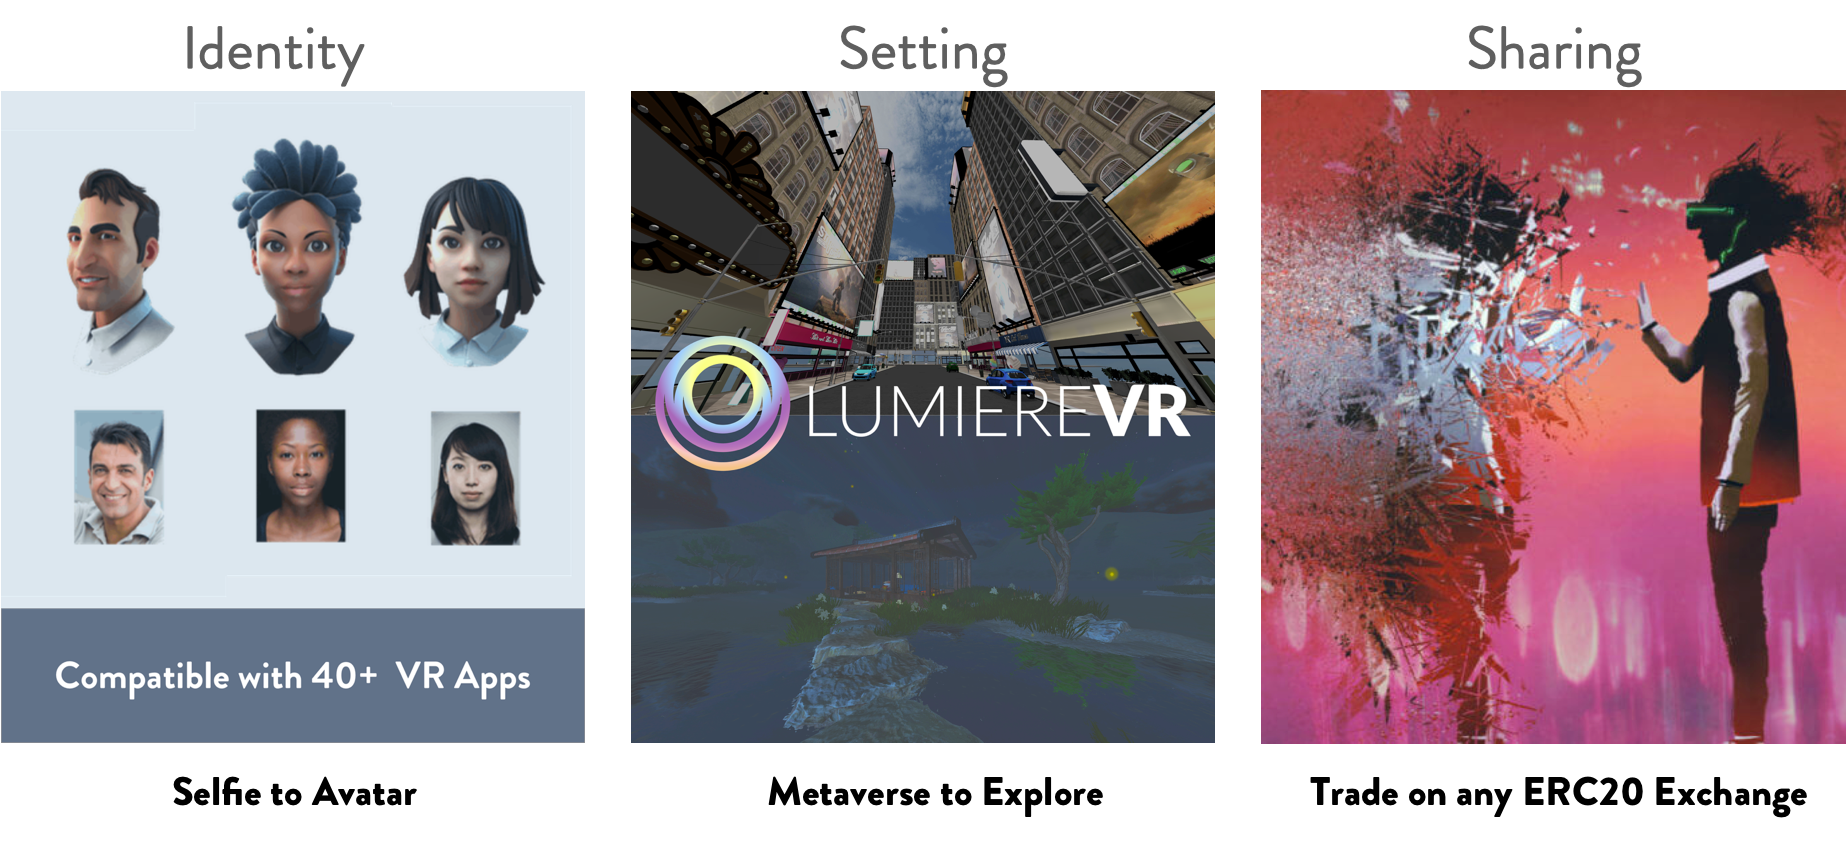 Identity
Setting
Sharing
LUMIEREVR
Compatible with 40+ VR Apps
Selfie to Avatar
Metaverse to Explore
Trade on any ERC20 Exchange